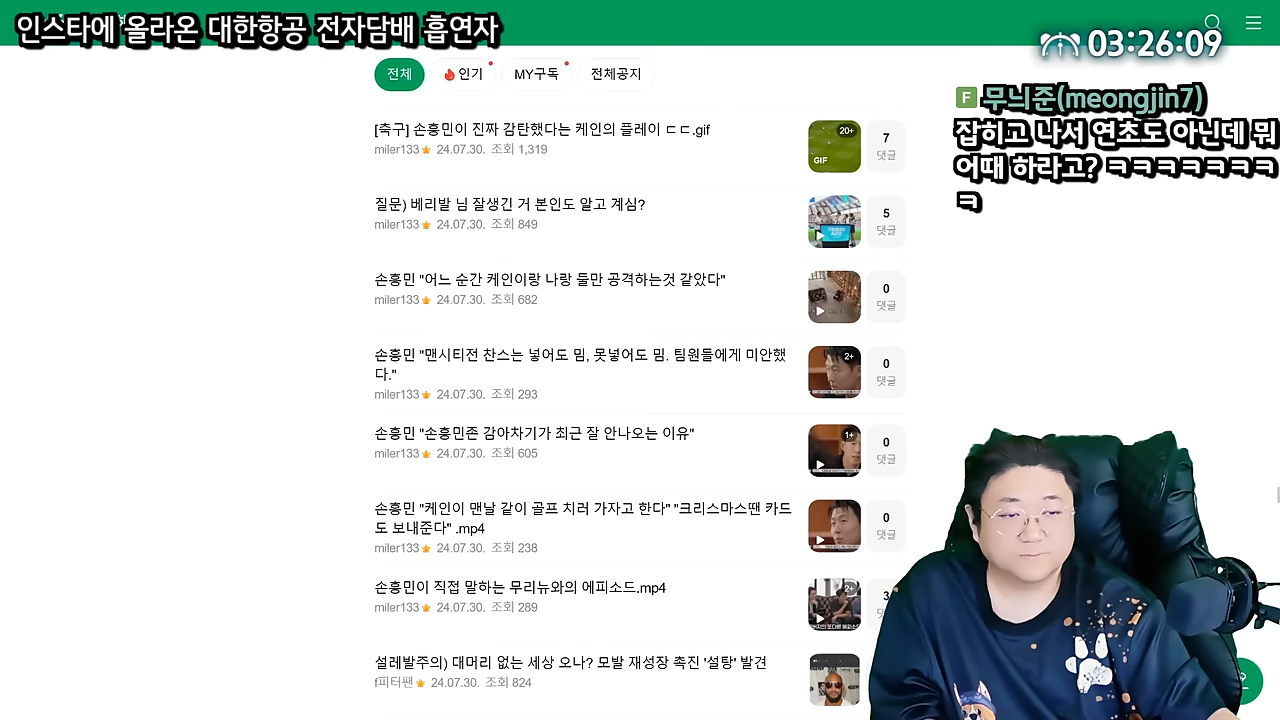 인스타에 올라온 대한항공 전자담배 흡연자
03:26:09
전체
인기
MY구독
전체공지
F 무늬준(meongjin7)
잡히고 나서 연초도 아닌데 뭐
어때 하라고? ㅋㅋㅋㅋㅋㅋㅋ
ㅋ
[축구] 손흥민이 진짜 감탄했다는 케인의 플레이 ㄷㄷ.gif
miler133 24.07.30. 조회 1,319
20+
GIF
7
댓글
질문) 베리발 님 잘생긴 거 본인도 알고 계심?
miler133 24.07.30. 조회 849
5
댓글
손흥민 "어느 순간 케인이랑 나랑 둘만 공격하는것 같았다"
miler133 24.07.30. 조회 682
0
댓글
손흥민 "맨시티전 찬스는 넣어도 밈, 못넣어도 밈. 팀원들에게 미안했
다."
miler133 24.07.30. 조회 293
2+
0
댓글
손흥민 "손흥민존 감아차기가 최근 잘 안나오는 이유"
miler133 24.07.30. 조회 605
1+
0
댓글
손흥민 "케인이 맨날 같이 골프 치러 가자고 한다" "크리스마스땐 카드
도 보내준다" .mp4
miler133 24.07.30. 조회 238
0
댓글
손흥민이 직접 말하는 무리뉴와의 에피소드.mp4
miler133 24.07.30. 조회 289
2+
3
설레발주의) 대머리 없는 세상 오나? 모발 재성장 촉진 '설탕' 발견
f피터팬 24.07.30. 조회 824